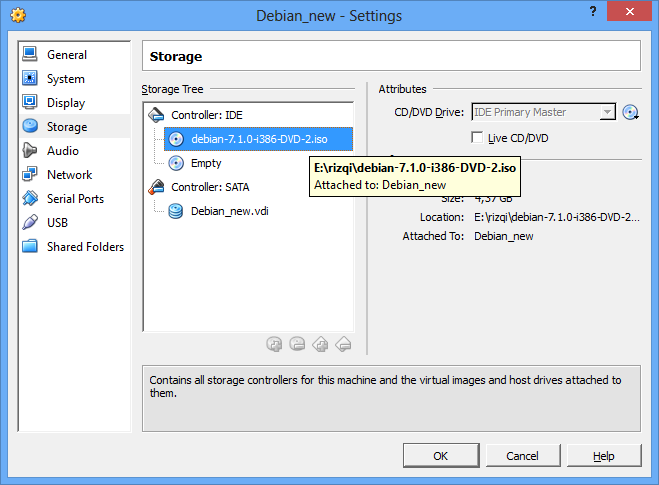 Debian_new - Settings
?
General
System
Display
Storage
Audio
Network
Serial Ports
USB
Shared Folders
Storage
Storage Tree
Controller: IDE
debian-7.1.0-i386-DVD-2.iso
Empty
Controller: SATA
Debian_new.vdi
Attributes
CD/DVD Drive: IDE Primary Master
Live CD/DVD
E:\rizqi\debian-7.1.0-i386-DVD-2.iso
Attached to: Debian_new
Size: 4,37 GB
Location: E:\rizqi\debian-7.1.0-i386-DVD-2...
Attached To: Debian_new
Contains all storage controllers for this machine and the virtual images and host drives attached to
them.
OK Cancel Help